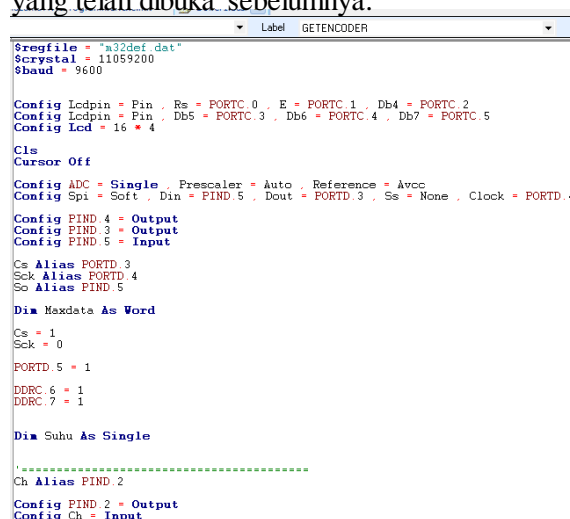 yang telah dibuka sebelumnya.
Label GETENCODER
$regfile = "m32def.dat"
$crystal = 11059200
$baud = 9600
Config Lcdpin = Pin , Rs = PORTC.0 , E = PORTC.1 , Db4 = PORTC.2
Config Lcdpin = Pin , Db5 = PORTC.3 , Db6 = PORTC.4 , Db7 = PORTC.5
Config Lcd = 16 * 4
Cls
Cursor Off
Config ADC = Single , Prescaler = Auto , Reference = Avcc
Config Spi = Soft , Din = PIND.5 , Dout = PORTD.3 , Ss = None , Clock = PORTD.4
Config PIND.4 = Output
Config PIND.3 = Output
Config PIND.5 = Input
Cs Alias PORTD.3
Sck Alias PORTD.4
So Alias PIND.5
Dim Maxdata As Word
Cs = 1
Sck = 0
PORTD.5 = 1
DDRC.6 = 1
DDRC.7 = 1
Dim Suhu As Single
'=========================================
Ch Alias PIND.2
Config PIND.2 = Output
Config Ch = Input